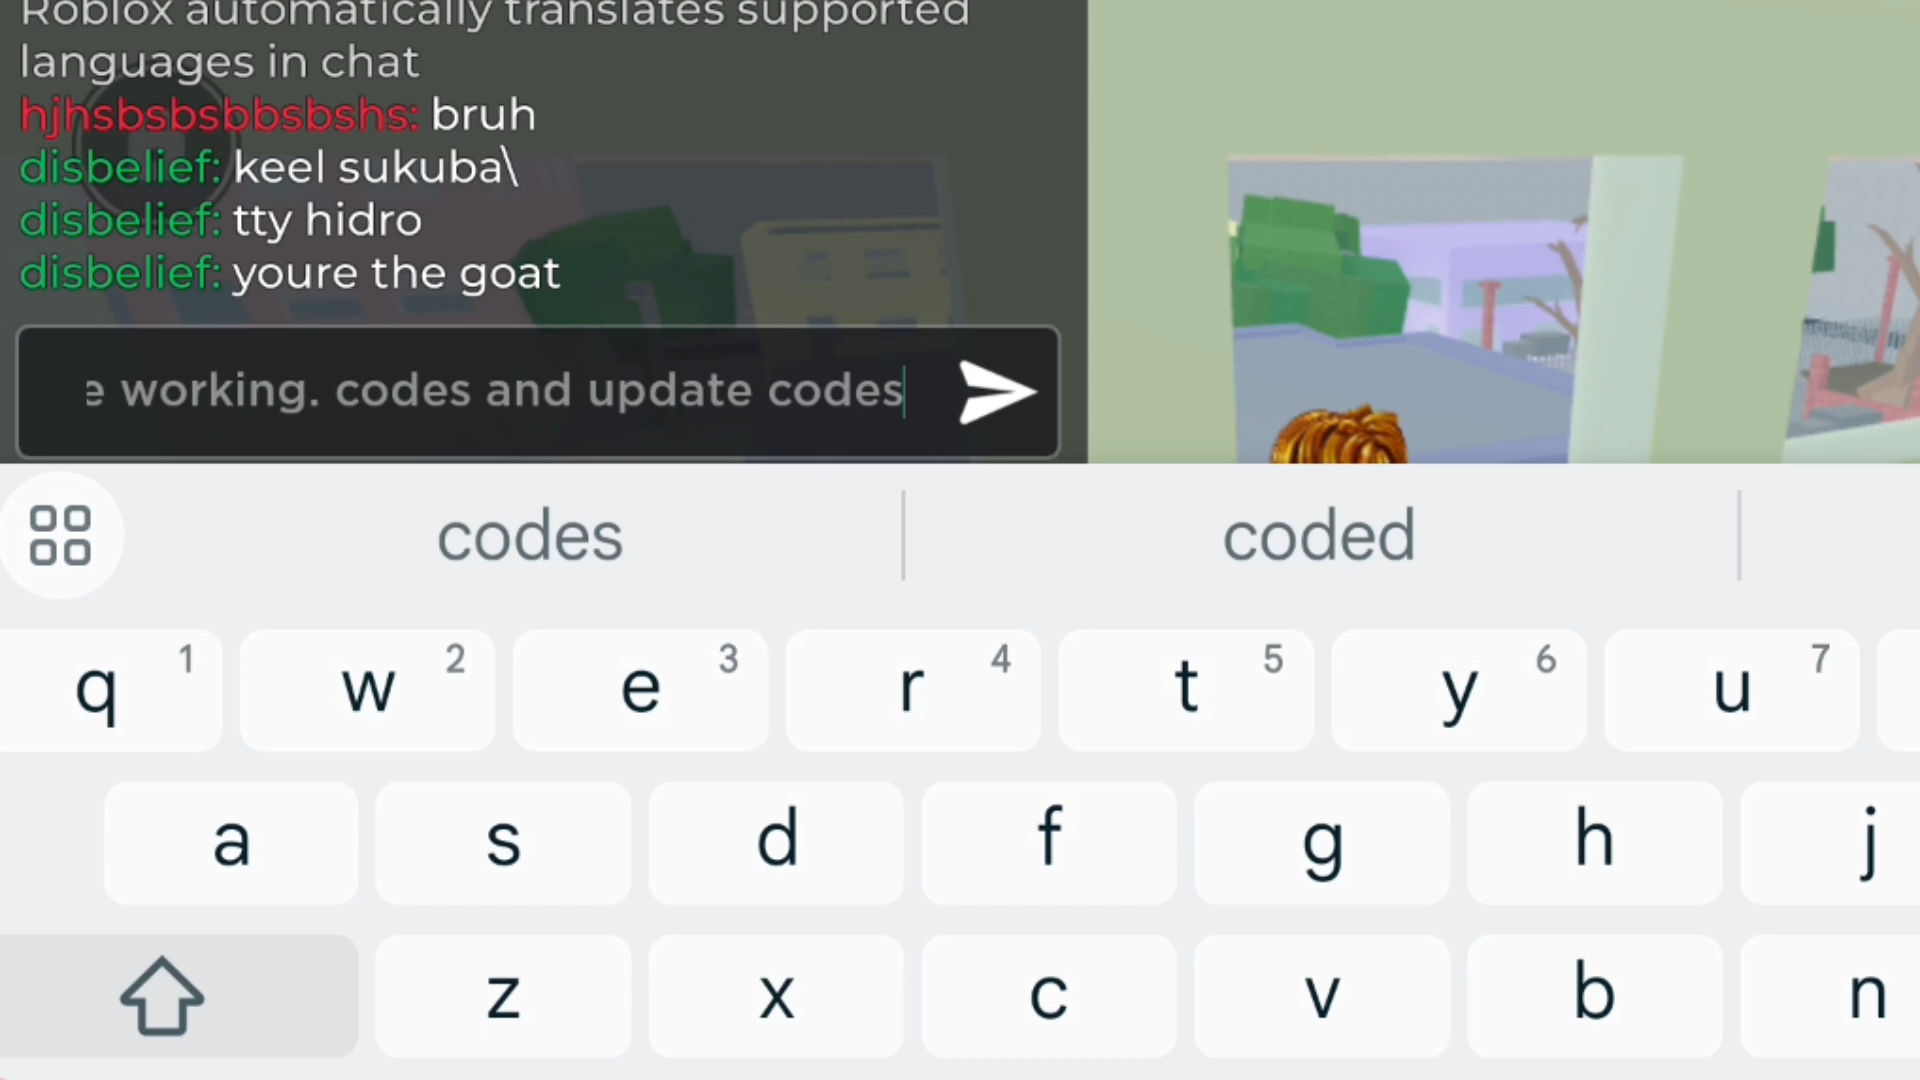 Roblox automatically translates supported
languages in chat
hjhsbsbsbbsbshs: bruh
disbelief: keel sukuba\
disbelief: tty hidro
disbelief: youre the goat
e working. codes and update codes
codes coded
q 1 w 2 e 3 r 4 t 5 y 6 u 7
a s d f g h j
z x c v b n